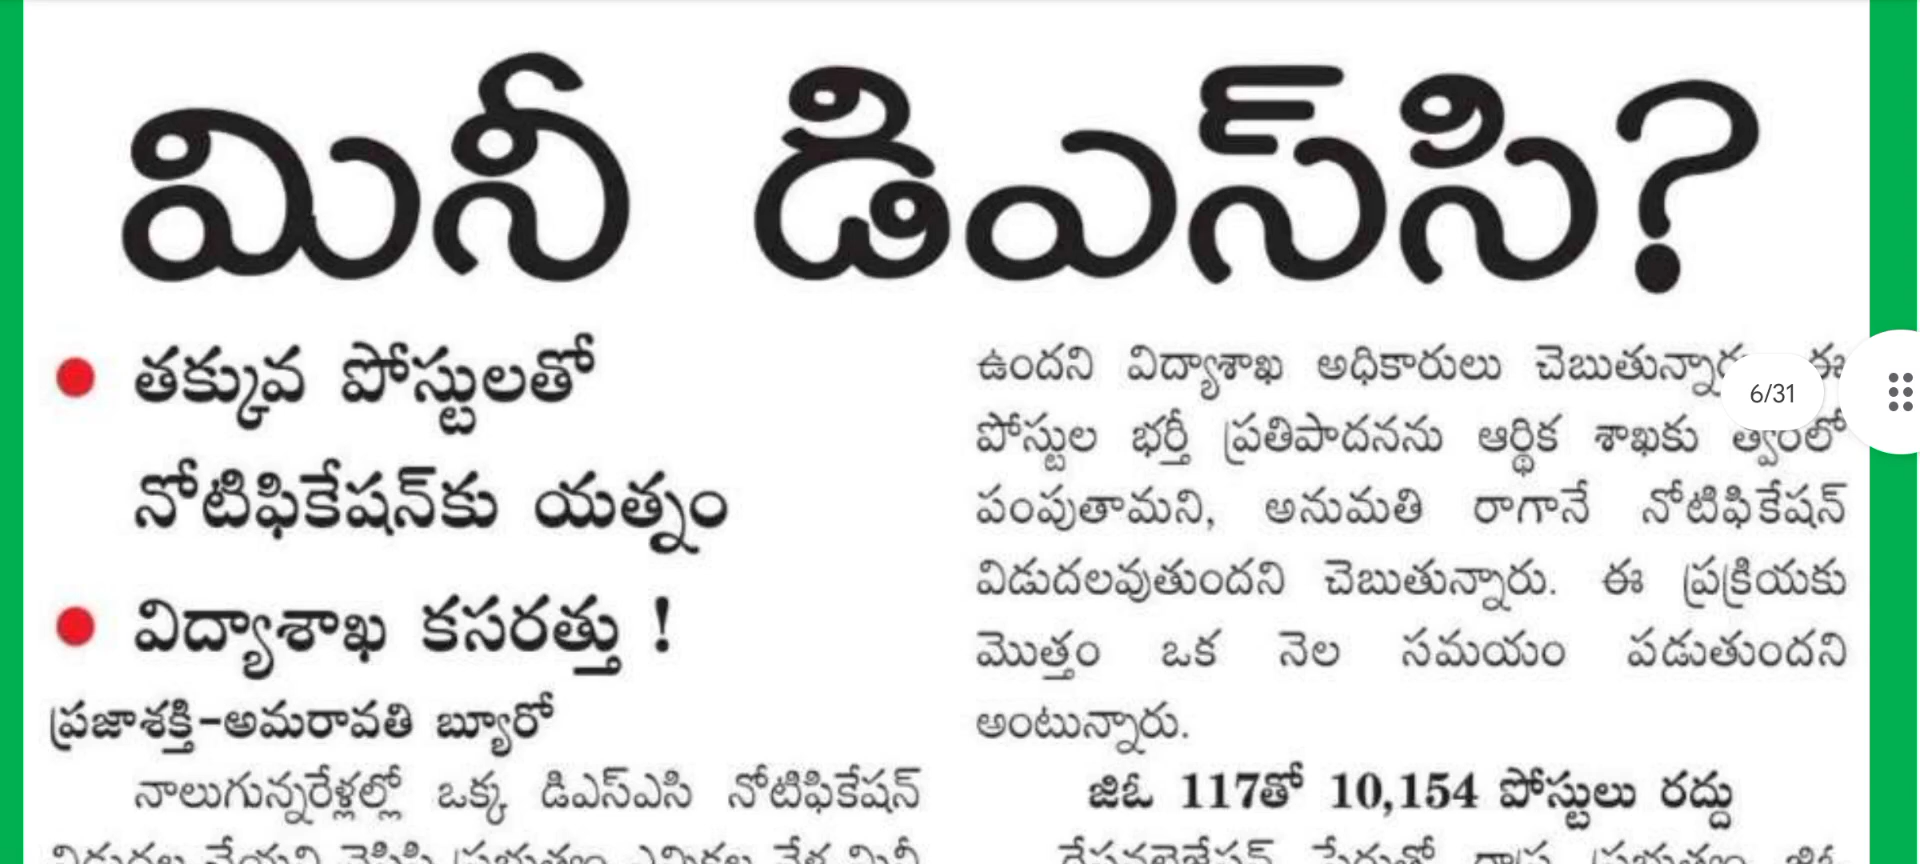 మినీ డిఎస్‌సి?
• తక్కువ పోస్టులతో
నోటిఫికేషన్‌కు యత్నం
• విద్యాశాఖ కసరత్తు !
ప్రజాశక్తి-అమరావతి బ్యూరో
నాలుగున్నరేళ్లల్లో ఒక్క డిఎస్ఎసి నోటిఫికేషన్
ఉందని విద్యాశాఖ అధికారులు ఈ
6/31
పోస్టుల భర్తీ ప్రతిపాదనను ఆర్థిక శాఖకు త్వరలో
పంపుతామని, అనుమతి రాగానే నోటిఫికేషన్
విడుదలవుతుందని చెబుతున్నారు. ఈ ప్రక్రియకు
మొత్తం ఒక నెల సమయం పడుతుందని
అంటున్నారు.
జిఓ 117తో 10,154 పోస్టులు రద్దు